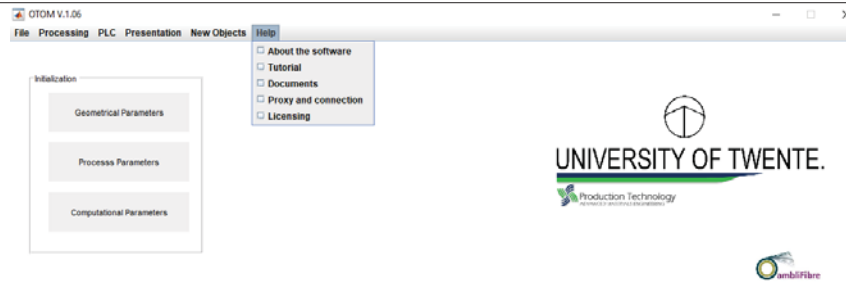 OTOM V.1.06
File Processing PLC Presentation New Objects Help
About the software
Tutorial
Documents
Proxy and connection
Licensing
Initialization
Geometrical Parameters
Processs Parameters
Computational Parameters
UNIVERSITY OF TWENTE.
Production Technology
ambliFibre